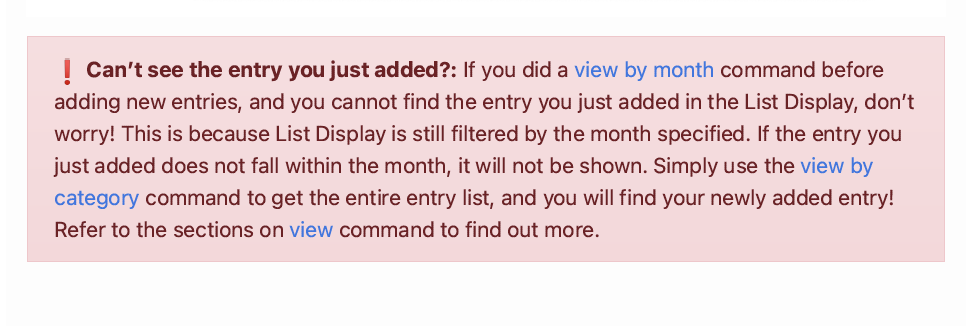 ❗ Can’t see the entry you just added?: If you did a view by month command before
adding new entries, and you cannot find the entry you just added in the List Display, don’t
worry! This is because List Display is still filtered by the month specified. If the entry you
just added does not fall within the month, it will not be shown. Simply use the view by
category command to get the entire entry list, and you will find your newly added entry!
Refer to the sections on view command to find out more.